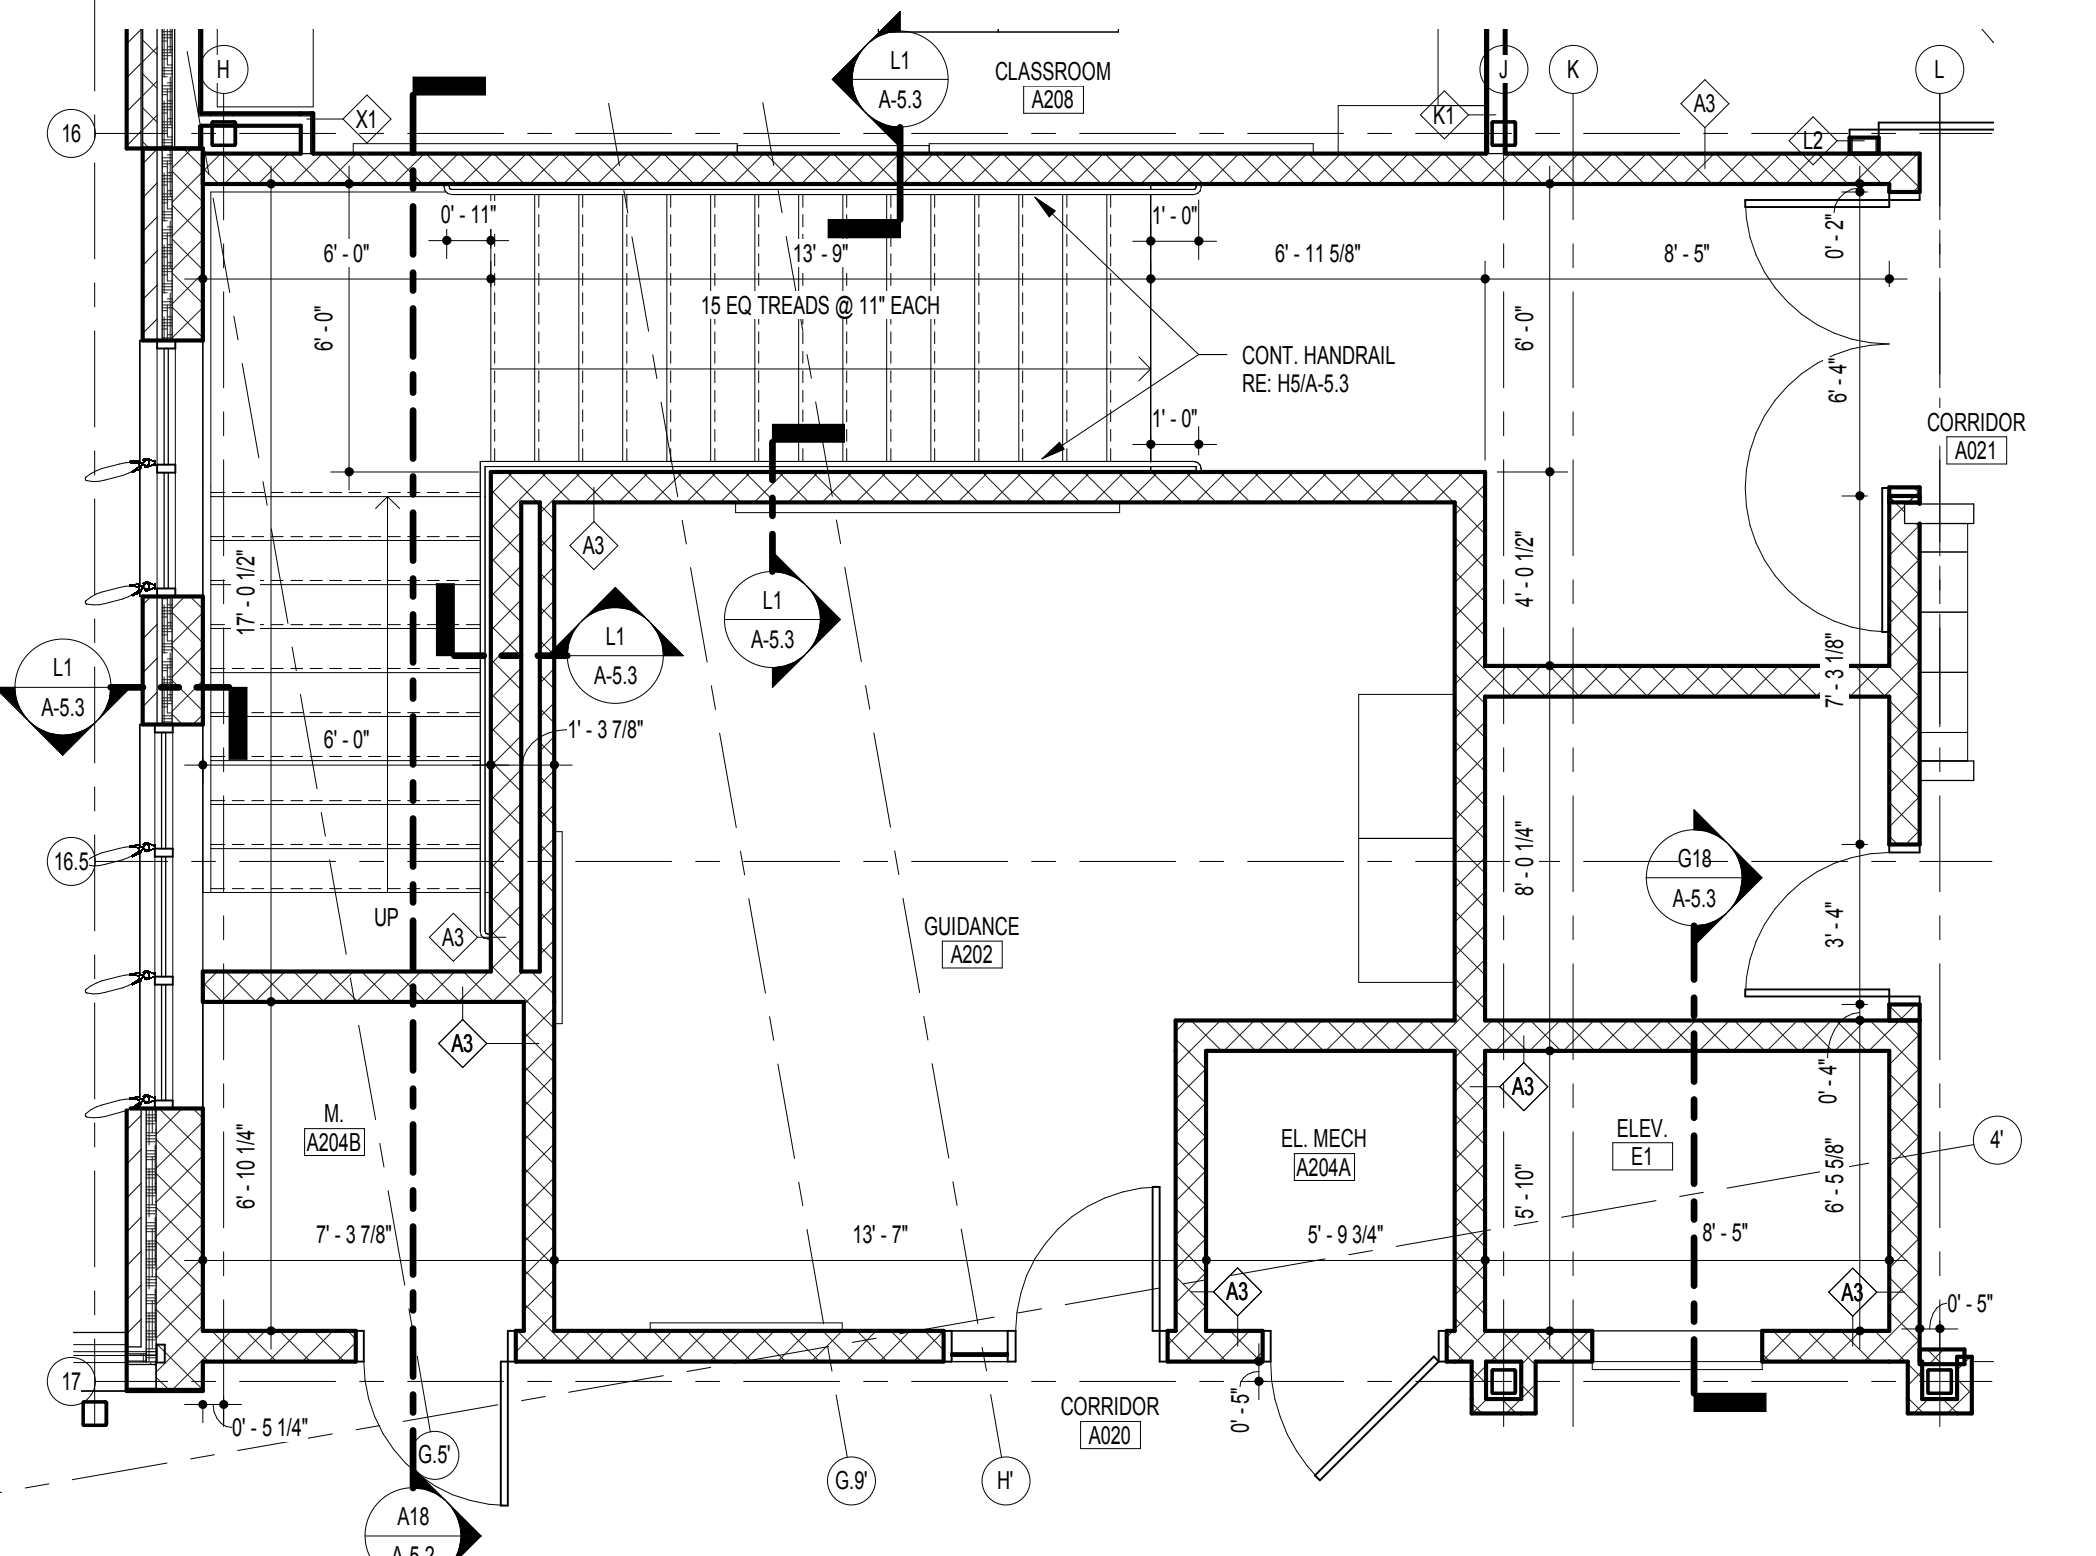 L1
A-5.3
CLASSROOM
A208
H
J
K
L
16
X1
K1
A3
L2
0' - 11"
1' - 0"
0' - 2"
6' - 0"
13' - 9"
6' - 11 5/8"
8' - 5"
15 EQ TREADS @ 11" EACH
6' - 0"
6' - 0"
CONT. HANDRAIL
RE: H5/A-5.3
6' - 4"
1' - 0"
CORRIDOR
A021
A3
17' - 0 1/2"
4' - 0 1/2"
L1
A-5.3
L1
A-5.3
L1
A-5.3
7' - 3 1/8"
6' - 0"
1' - 3 7/8"
16.5
8' - 0 1/4"
G18
A-5.3
UP
A3
GUIDANCE
A202
3' - 4"
A3
A3
0' - 4"
M.
A204B
EL. MECH
A204A
ELEV.
E1
4'
6' - 10 1/4"
5' - 10"
6' - 5 5/8"
7' - 3 7/8"
13' - 7"
5' - 9 3/4"
8' - 5"
A3
A3
0' - 5"
17
0' - 5 1/4"
CORRIDOR
A020
0' - 5"
G.5'
G.9'
H'
A18
A-5.2